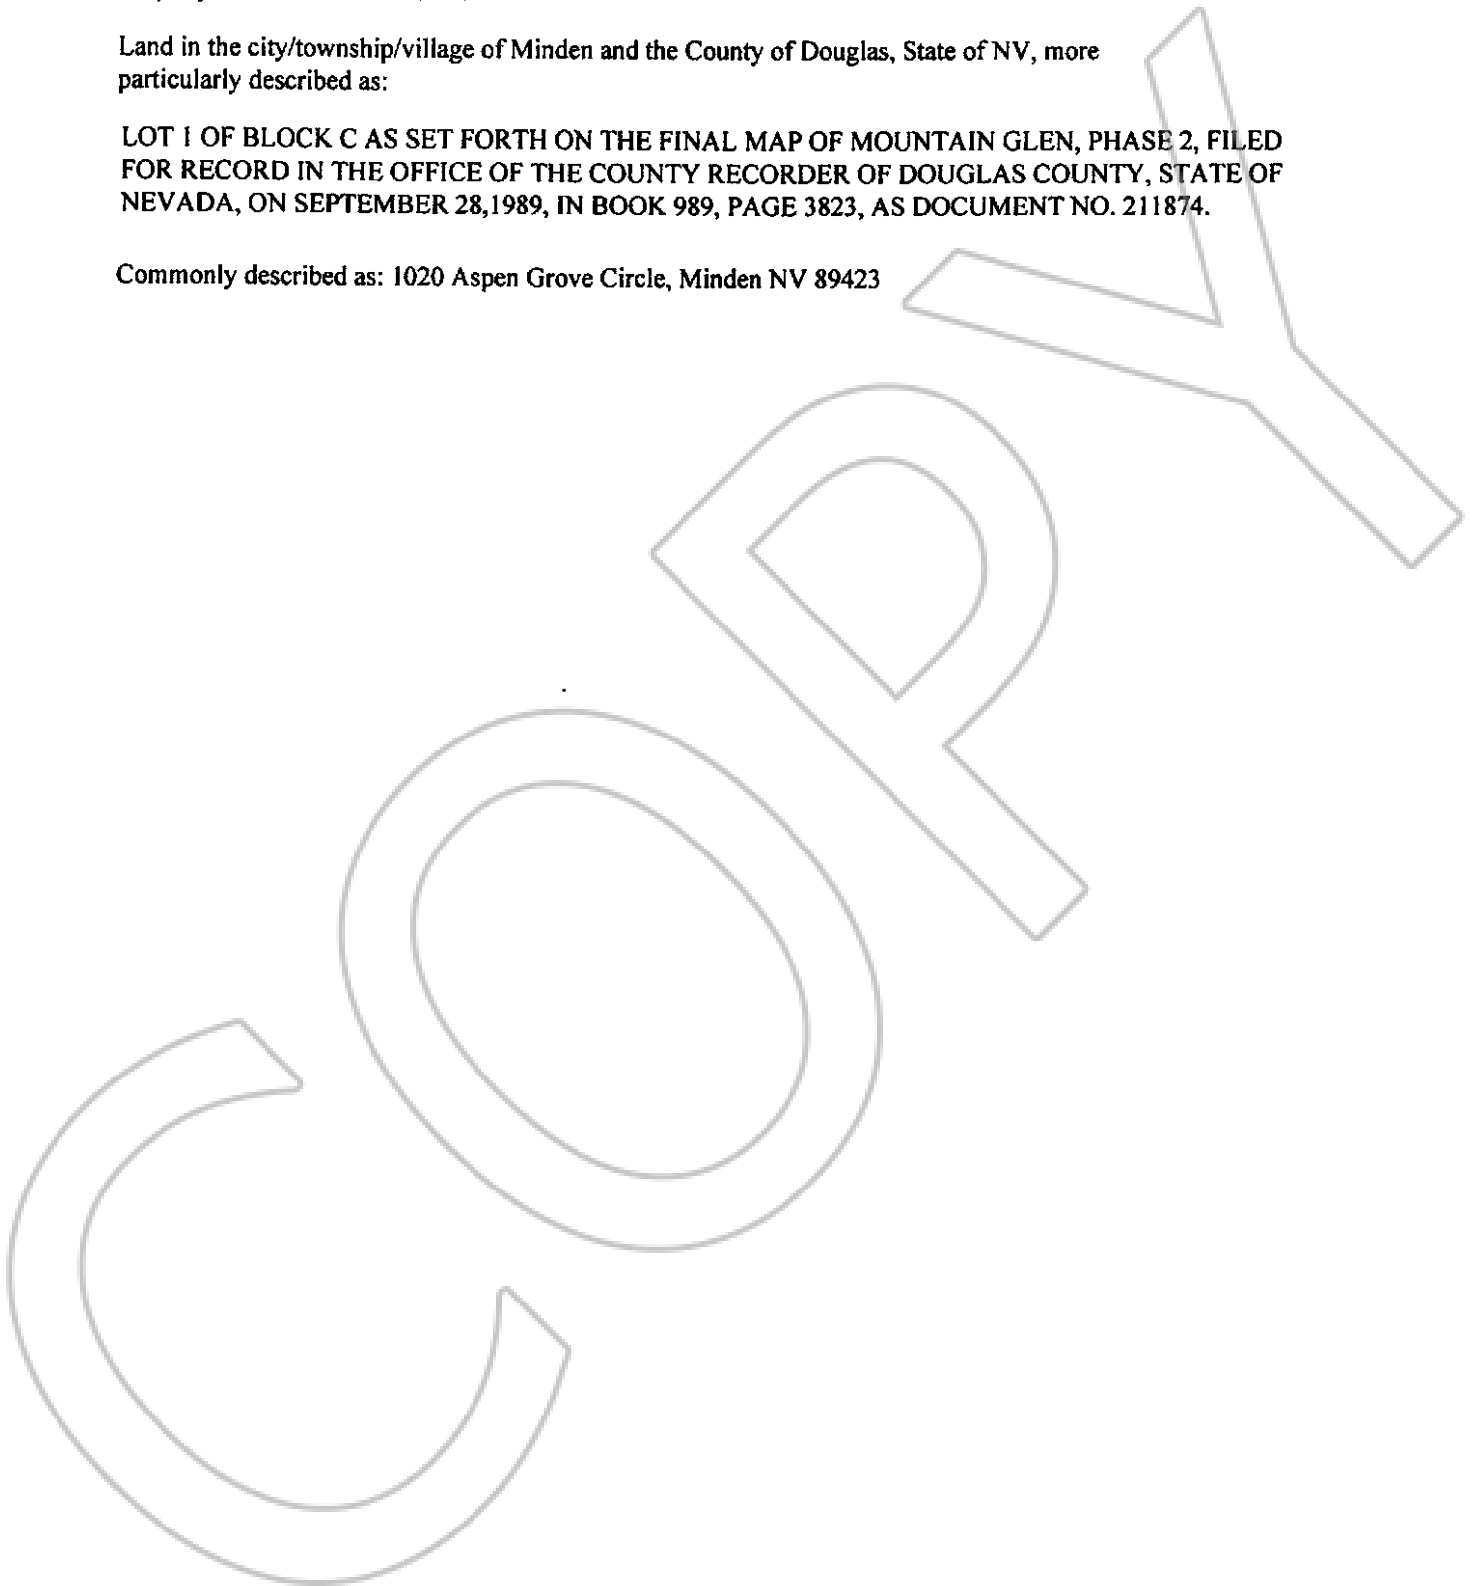 Land in the city/township/village of Minden and the County of Douglas, State of NV, more
particularly described as:
LOT 1 OF BLOCK C AS SET FORTH ON THE FINAL MAP OF MOUNTAIN GLEN, PHASE 2, FILED
FOR RECORD IN THE OFFICE OF THE COUNTY RECORDER OF DOUGLAS COUNTY, STATE OF
NEVADA, ON SEPTEMBER 28,1989, IN BOOK 989, PAGE 3823, AS DOCUMENT NO. 211874.
Commonly described as: 1020 Aspen Grove Circle, Minden NV 89423
COPY